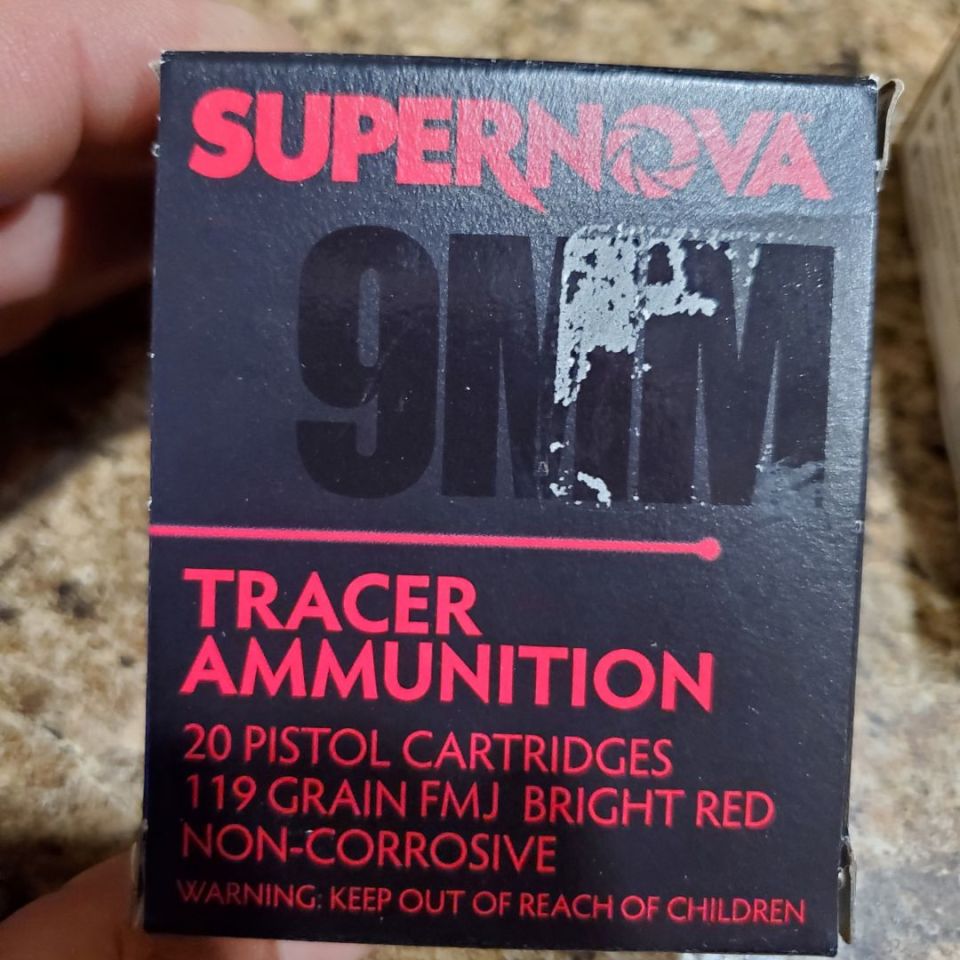 SUPERNOVA™
9MM
TRACER
AMMUNITION
20 PISTOL CARTRIDGES
119 GRAIN FMJ BRIGHT RED
NON-CORROSIVE
WARNING: KEEP OUT OF REACH OF CHILDREN